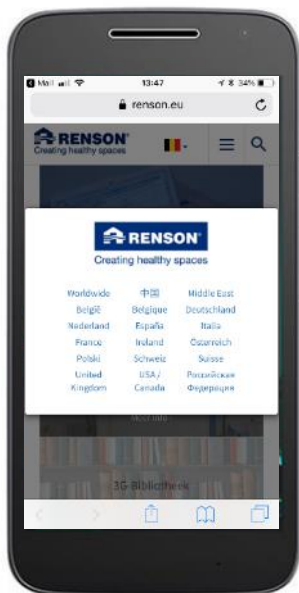 Mail 13:47 34%
renson.eu
RENSON
Creating healthy spaces
RENSON
Creating healthy spaces
Worldwide 中国 Middle East
België Belgique Deutschland
Nederland España Italia
France Ireland Österreich
Polski Schweiz Suisse
United USA / Российская
Kingdom Canada Федерация
Meer info
3G-Bibliotheek